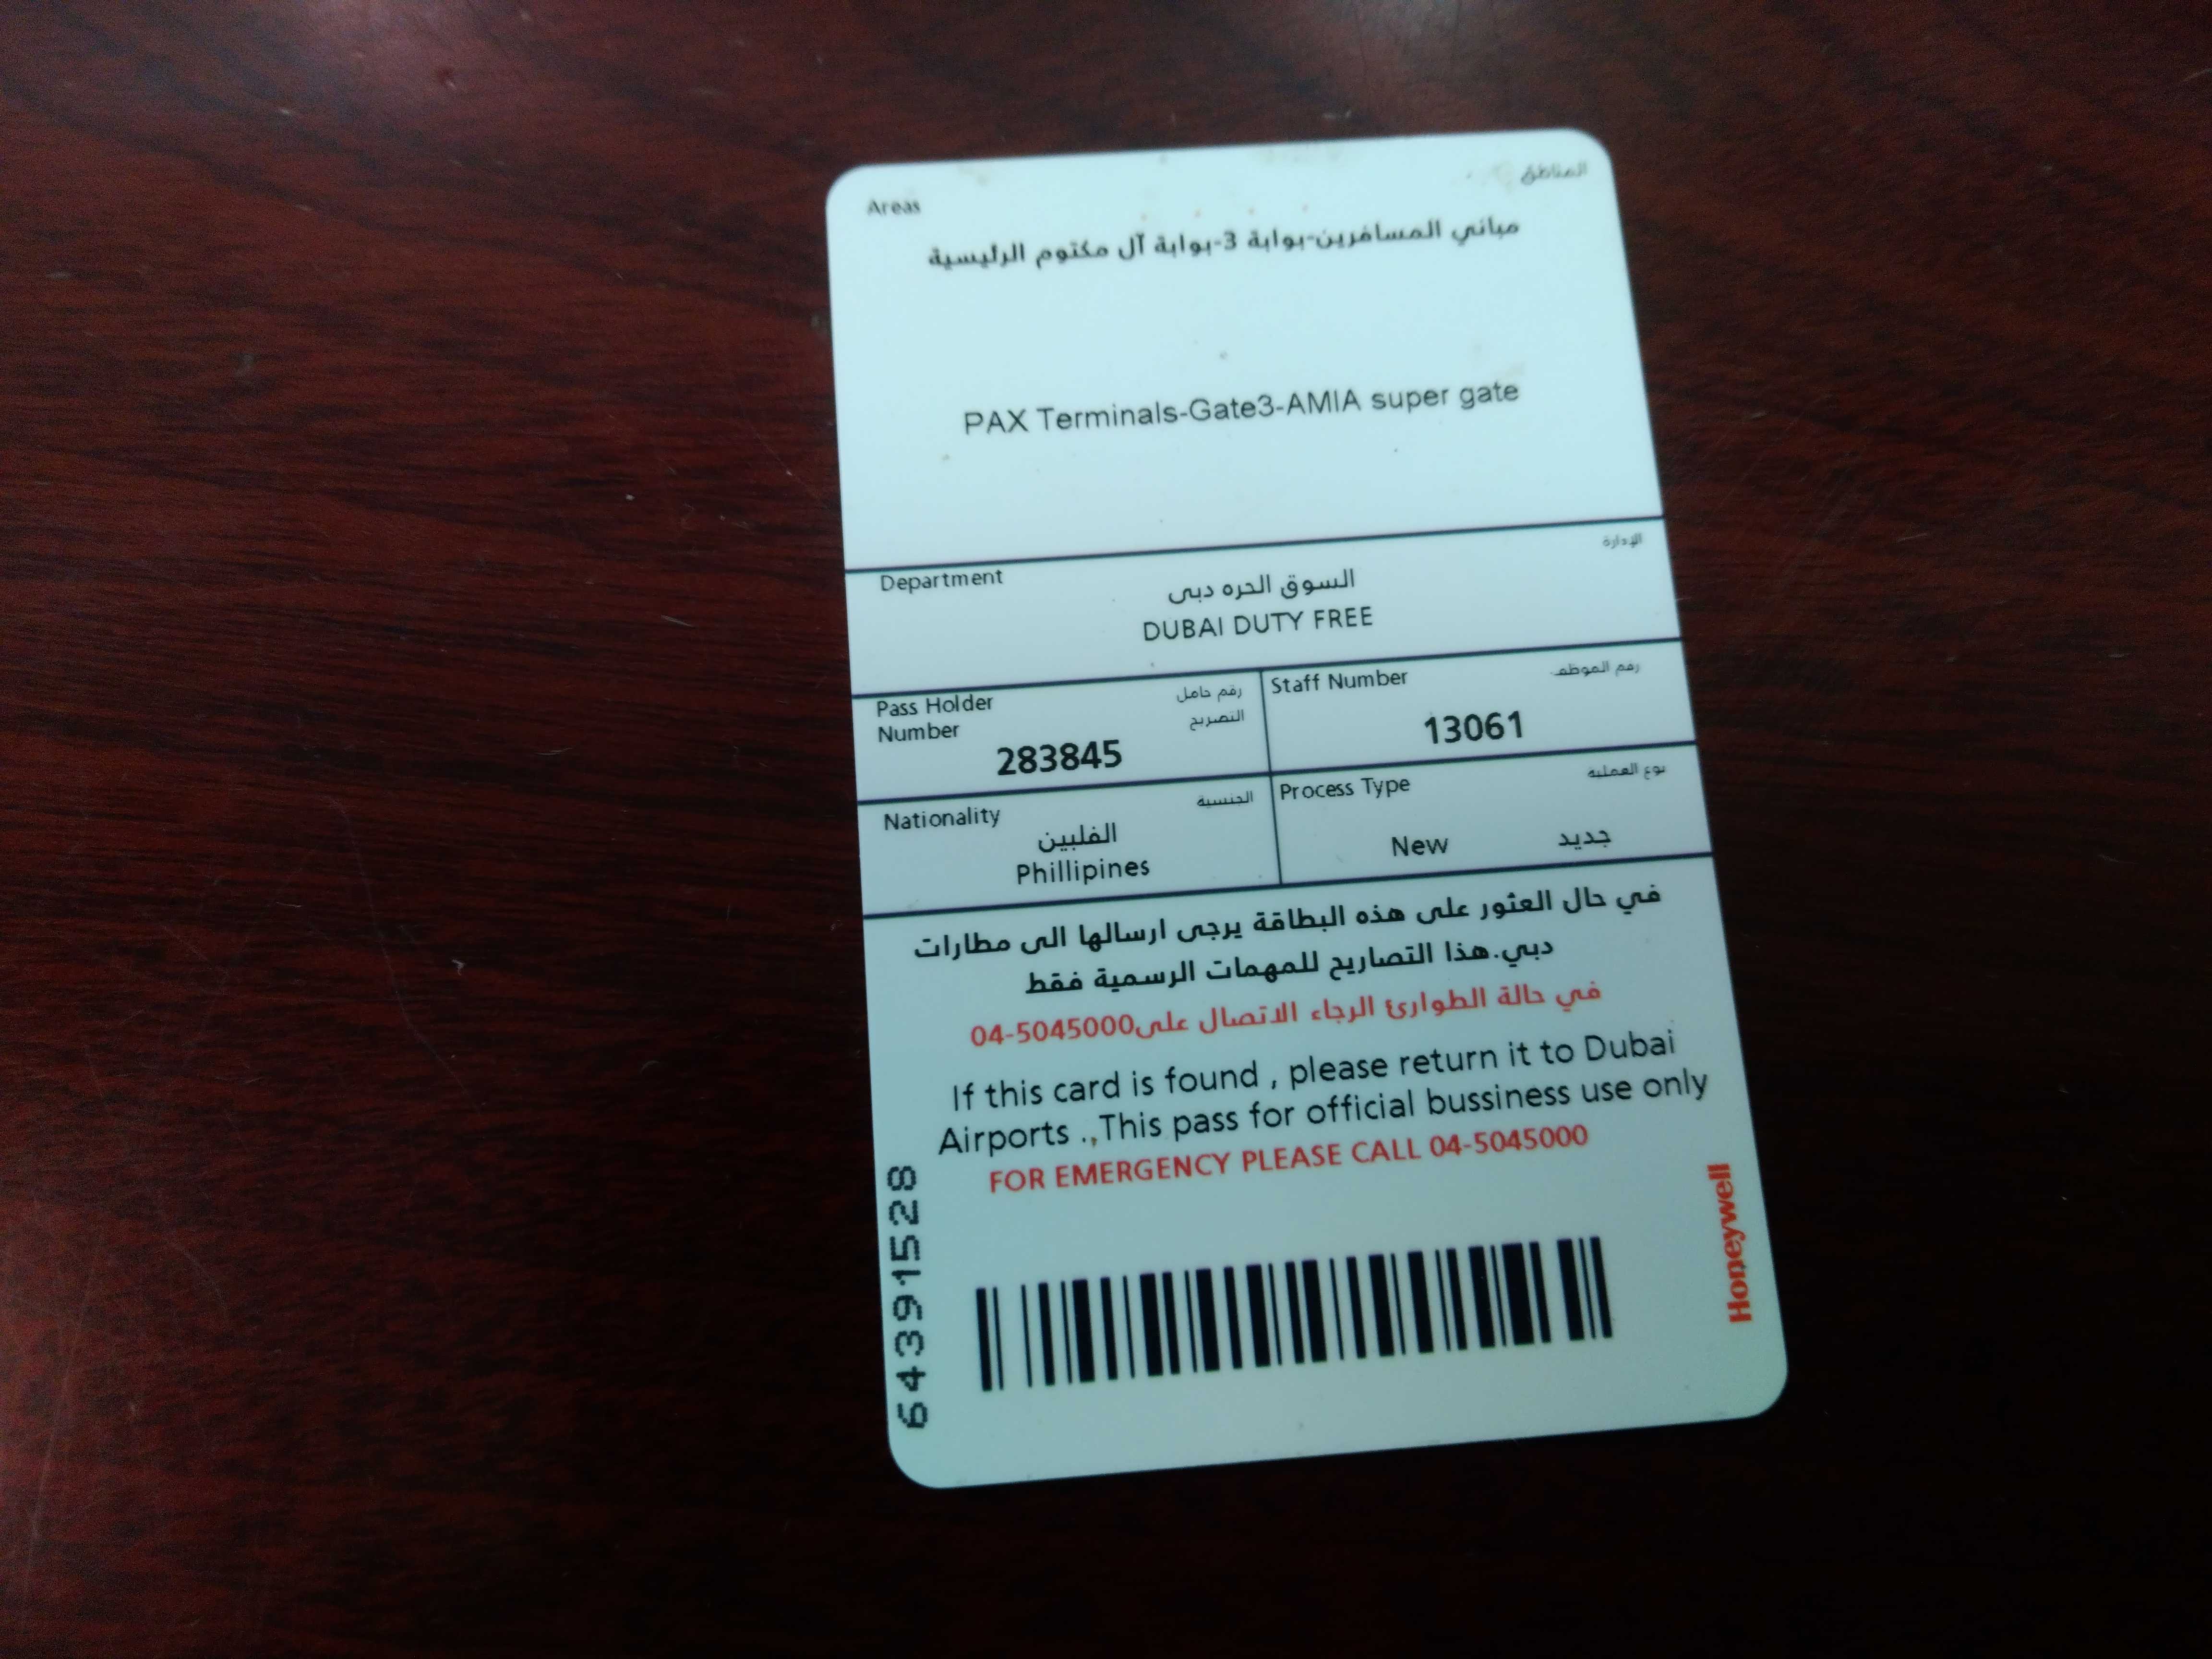 Areas
المناطق
مباني المسافرين-بوابة 3-بوابة آل مكتوم الرئيسية
PAX Terminals-Gate3-AMIA super gate
Department
الإدارة
السوق الحره دبى
DUBAI DUTY FREE
Pass Holder
Number
رقم حامل
التصريح
283845
Staff Number
رقم الموظف
13061
Nationality
الجنسية
الفلبين
Phillipines
Process Type
نوع العملية
New
جديد
في حال العثور على هذه البطاقة يرجى ارسالها الى مطارات
دبي.هذا التصاريح للمهمات الرسمية فقط
في حالة الطوارئ الرجاء الاتصال على04-5045000
If this card is found , please return it to Dubai
Airports .,This pass for official bussiness use only
FOR EMERGENCY PLEASE CALL 04-5045000
64391528
Honeywell